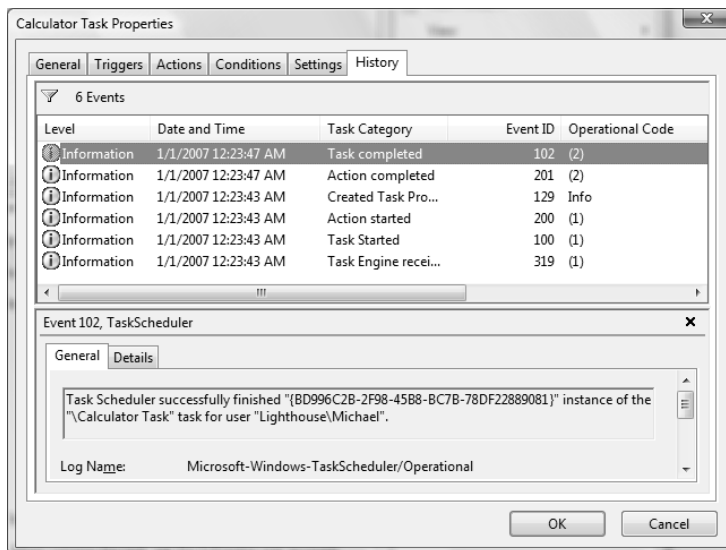 Calculator Task Properties
General Triggers Actions Conditions Settings History
6 Events
Level Date and Time Task Category Event ID Operational Code
Information 1/1/2007 12:23:47 AM Task completed 102 (2)
Information 1/1/2007 12:23:47 AM Action completed 201 (2)
Information 1/1/2007 12:23:43 AM Created Task Pro... 129 Info
Information 1/1/2007 12:23:43 AM Action started 200 (1)
Information 1/1/2007 12:23:43 AM Task Started 100 (1)
Information 1/1/2007 12:23:43 AM Task Engine recei... 319 (1)
Event 102, TaskScheduler
General Details
Task Scheduler successfully finished "{BD996C2B-2F98-45B8-BC7B-78DF22889081}" instance of the
"\Calculator Task" task for user "Lighthouse\Michael".
Log Name: Microsoft-Windows-TaskScheduler/Operational
OK Cancel